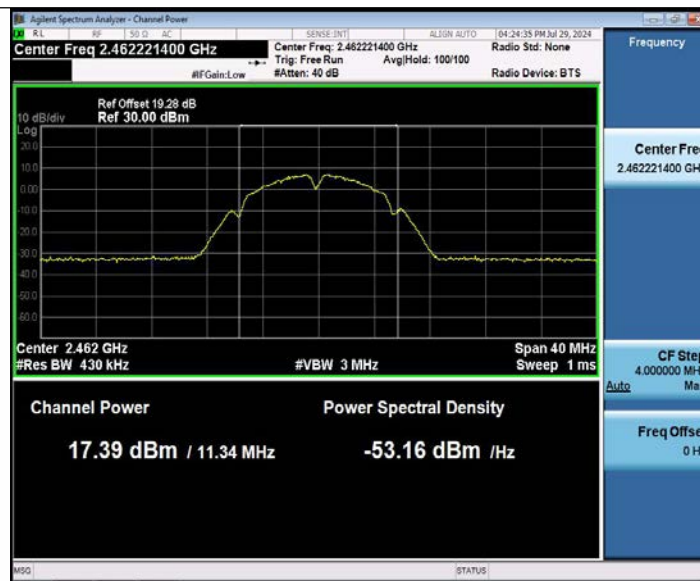 Agilent Spectrum Analyzer - Channel Power
RL RF 50 Ω AC SENSE:INT ALIGN AUTO 04:24:35 PM Jul 29, 2024
Center Freq 2.462221400 GHz
Center Freq: 2.462221400 GHz
Radio Std: None
Trig: Free Run Avg|Hold: 100/100
#IFGain:Low #Atten: 40 dB Radio Device: BTS
Ref Offset 19.28 dB
10 dB/div Ref 30.00 dBm
Log
20.0
10.0
0.00
-10.0
-20.0
-30.0
-40.0
-50.0
-60.0
Center 2.462 GHz Span 40 MHz
#Res BW 430 kHz #VBW 3 MHz Sweep 1 ms
Channel Power Power Spectral Density
17.39 dBm / 11.34 MHz -53.16 dBm /Hz
MSG STATUS
Frequency
Center Fre
2.462221400 GH
CF Step
4.000000 MH
Auto Ma
Freq Offse
0 H